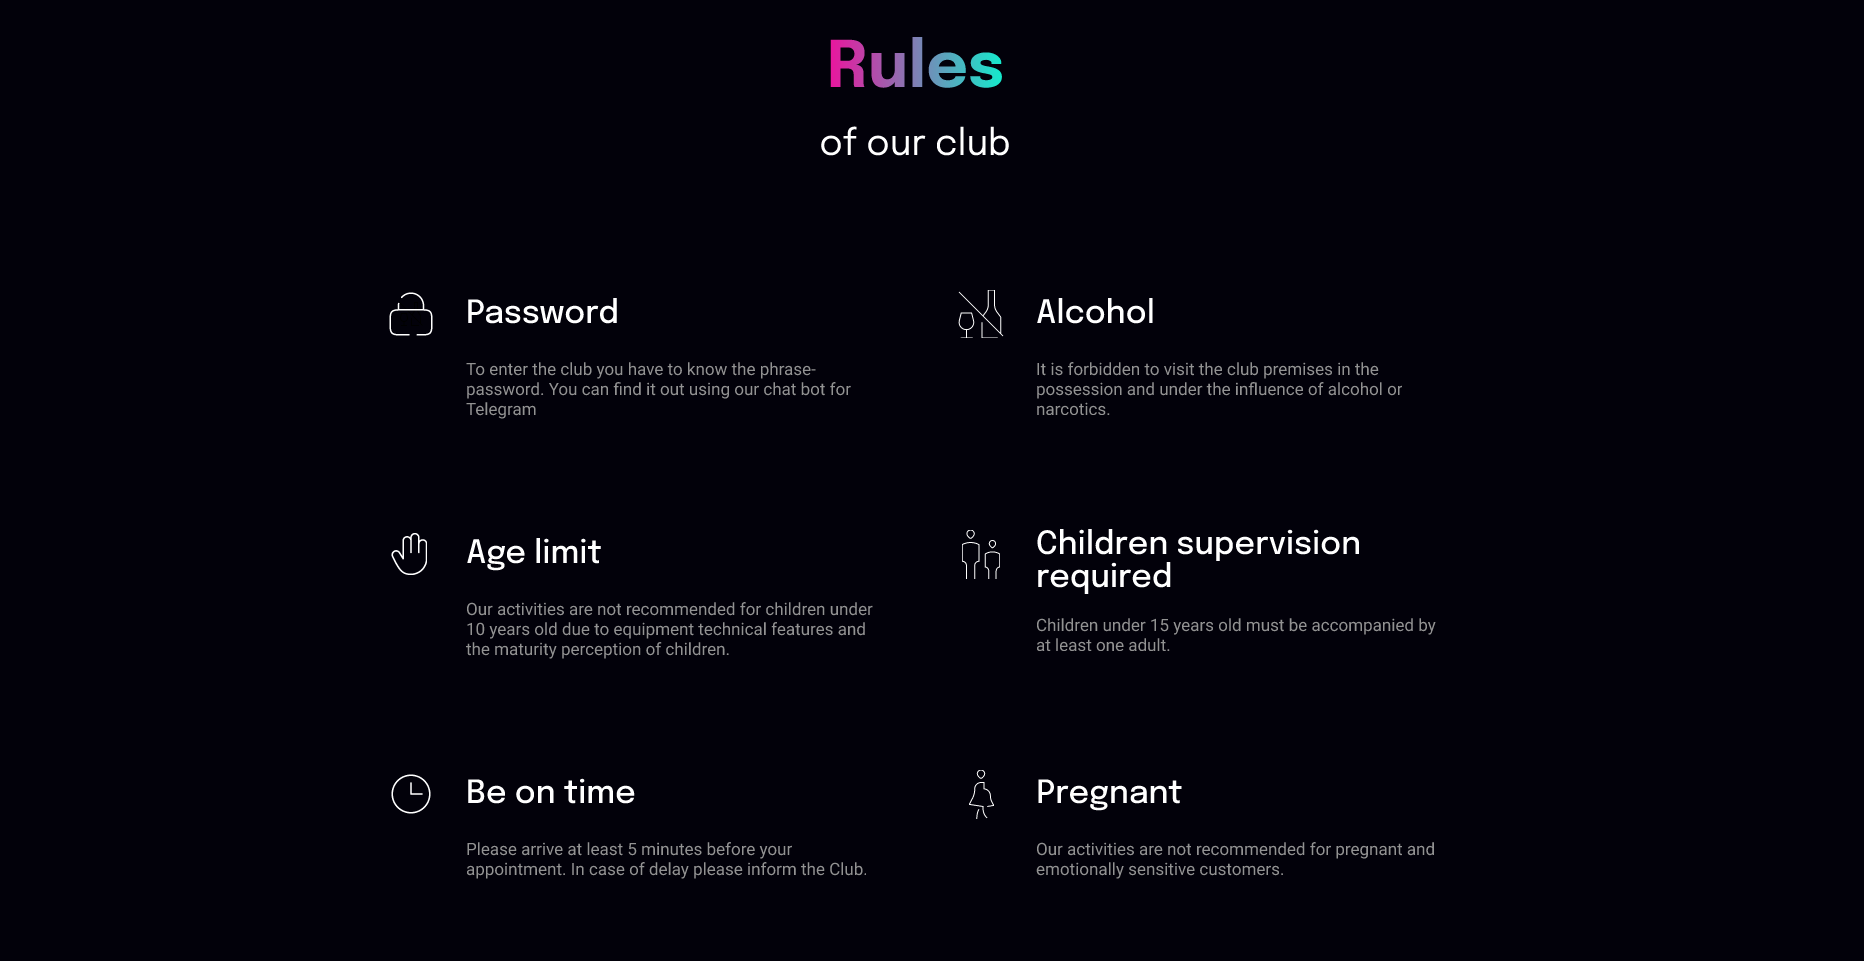 Rules
of our club
Password
To enter the club you have to know the phrase-
password. You can find it out using our chat bot for
Telegram
Alcohol
It is forbidden to visit the club premises in the
possession and under the influence of alcohol or
narcotics.
Age limit
Our activities are not recommended for children under
10 years old due to equipment technical features and
the maturity perception of children.
Children supervision
required
Children under 15 years old must be accompanied by
at least one adult.
Be on time
Please arrive at least 5 minutes before your
appointment. In case of delay please inform the Club.
Pregnant
Our activities are not recommended for pregnant and
emotionally sensitive customers.